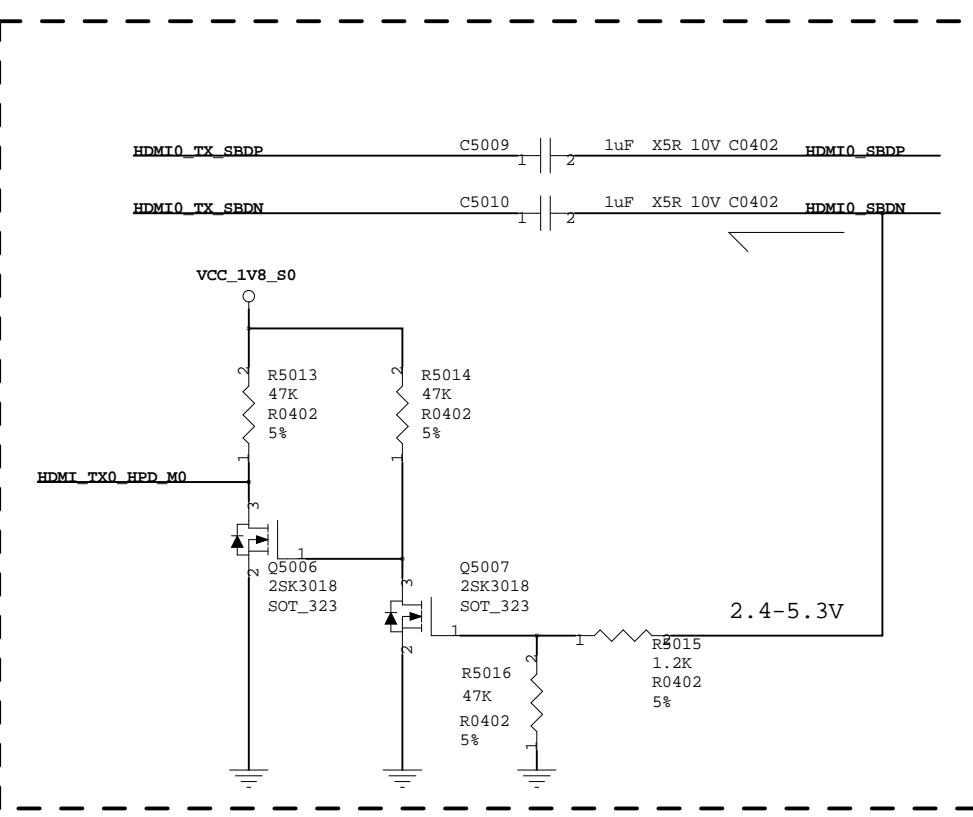 HDMI0_TX_SBDP
C5009
1
2
1uF X5R 10V C0402
HDMI0_SBDP
HDMI0_TX_SBDN
C5010
1
2
1uF X5R 10V C0402
HDMI0_SBDN
VCC_1V8_S0
2
R5013
47K
R0402
5%
1
2
R5014
47K
R0402
5%
1
HDMI_TX0_HPD_M0
3
1
2
Q5006
2SK3018
SOT_323
3
1
2
Q5007
2SK3018
SOT_323
2.4-5.3V
1
2
R5015
1.2K
R0402
5%
2
R5016
47K
R0402
5%
1